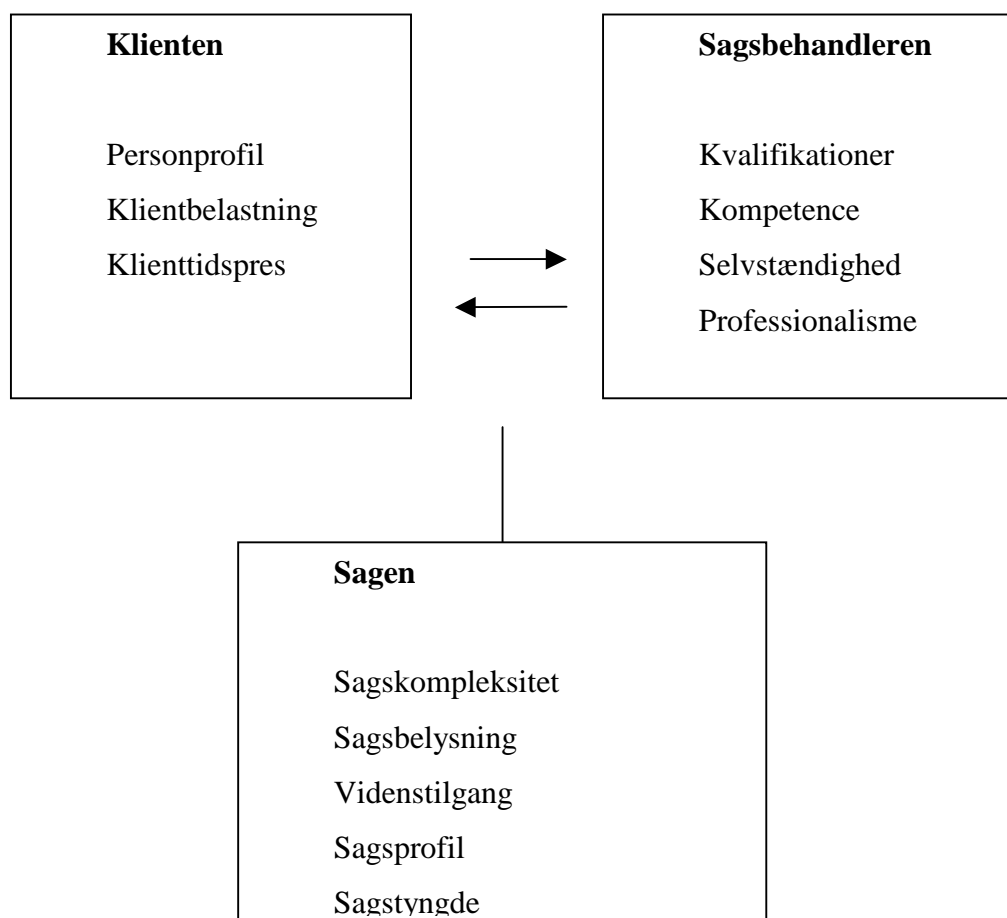 Klienten
Personprofil
Klientbelastning
Klienttidspres
Sagsbehandleren
Kvalifikationer
Kompetence
Selvstændighed
Professionalisme
Sagen
Sagskompleksitet
Sagsbelysning
Videnstilgang
Sagsprofil
Sagstyngde